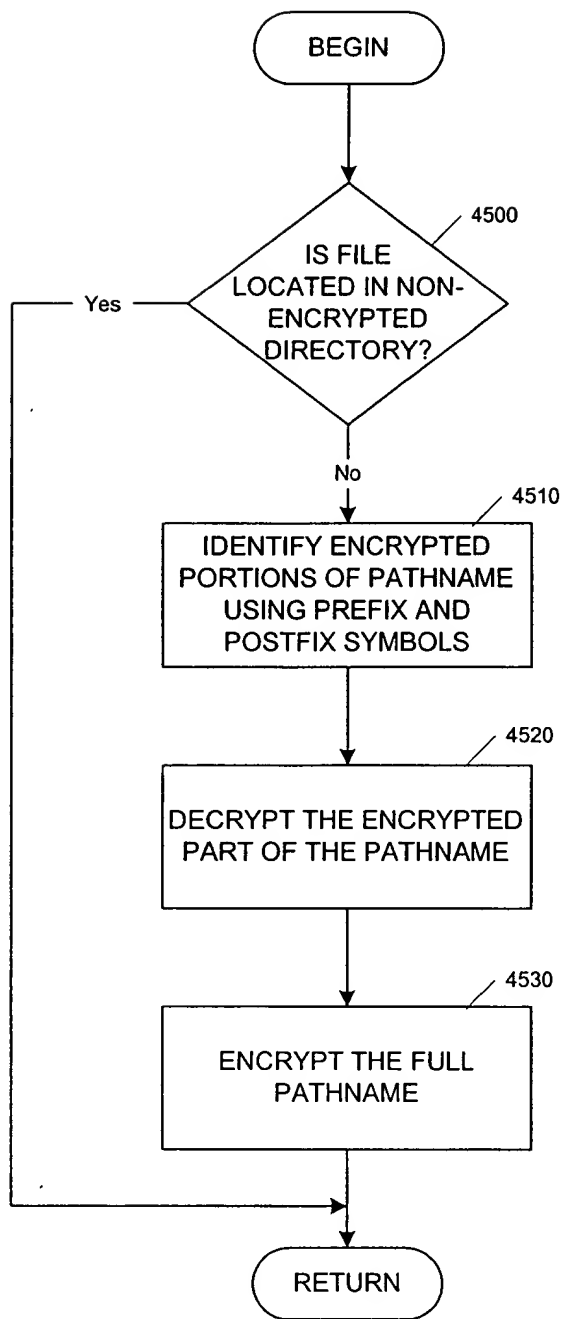 BEGIN
4500
IS FILE
LOCATED IN NON-
ENCRYPTED
DIRECTORY?
Yes
No
4510
IDENTIFY ENCRYPTED
PORTIONS OF PATHNAME
USING PREFIX AND
POSTFIX SYMBOLS
4520
DECRYPT THE ENCRYPTED
PART OF THE PATHNAME
4530
ENCRYPT THE FULL
PATHNAME
RETURN